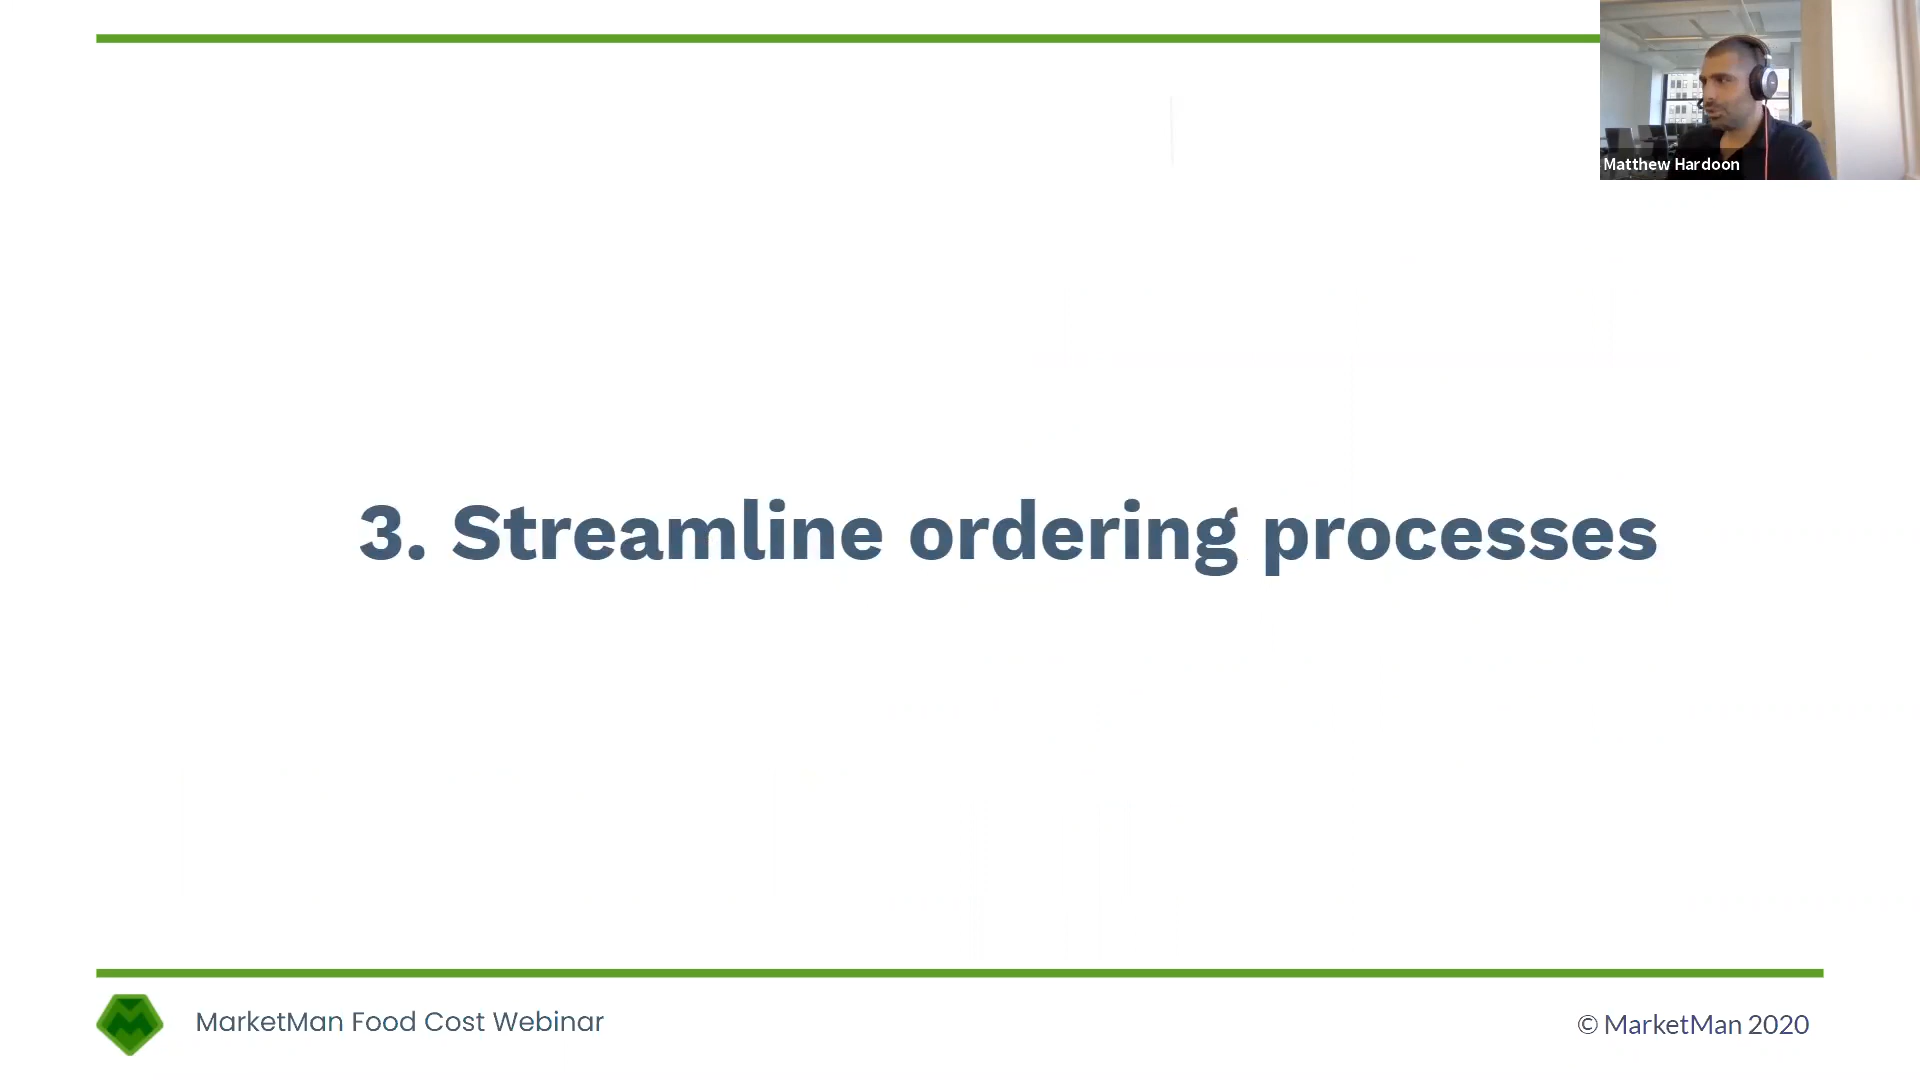 Matthew Hardoon
3. Streamline ordering processes
MarketMan Food Cost Webinar
© MarketMan 2020